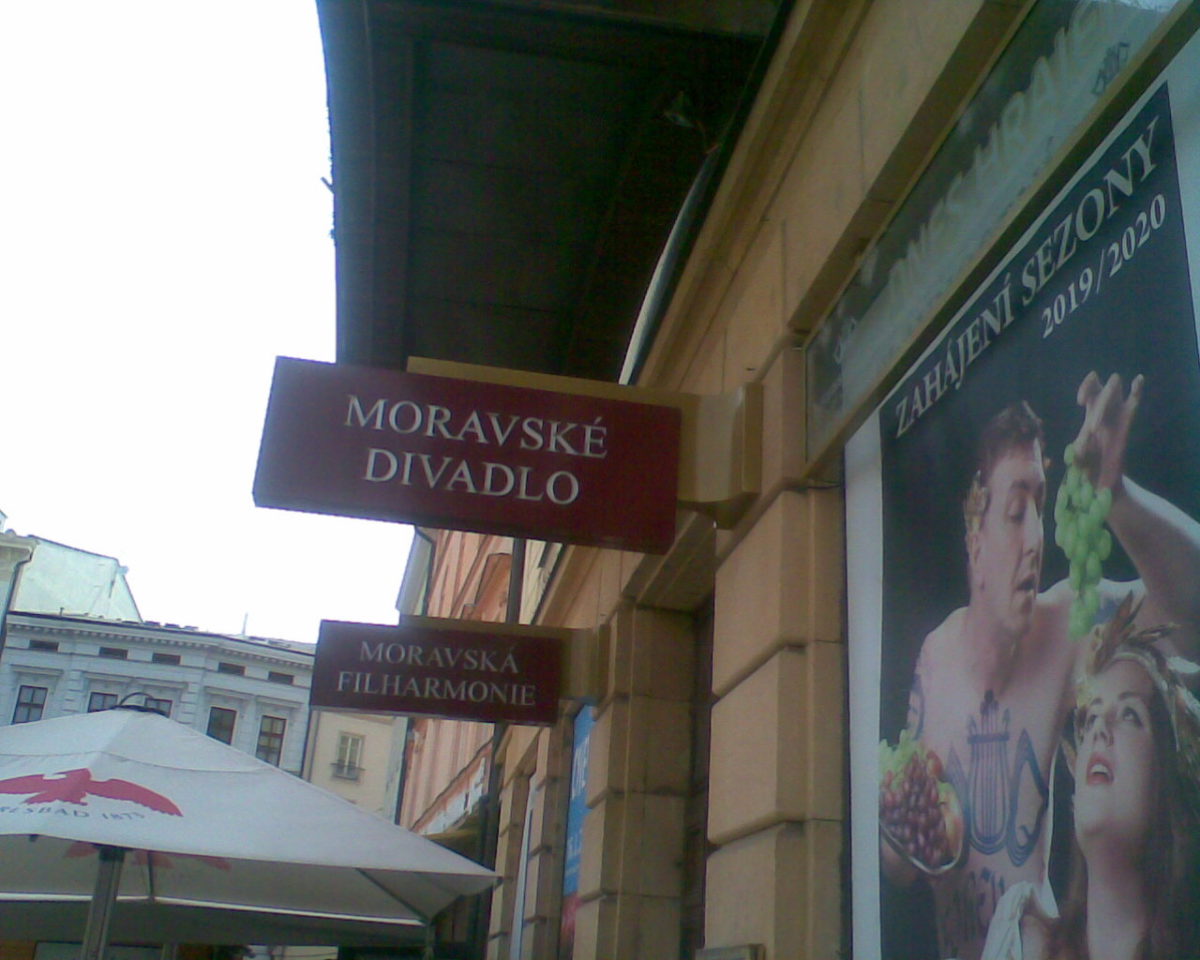 MORAVSKÉ
DIVADLO
MORAVSKÁ
FILHARMONIE
ZAHÁJENÍ SEZONY
2019/2020